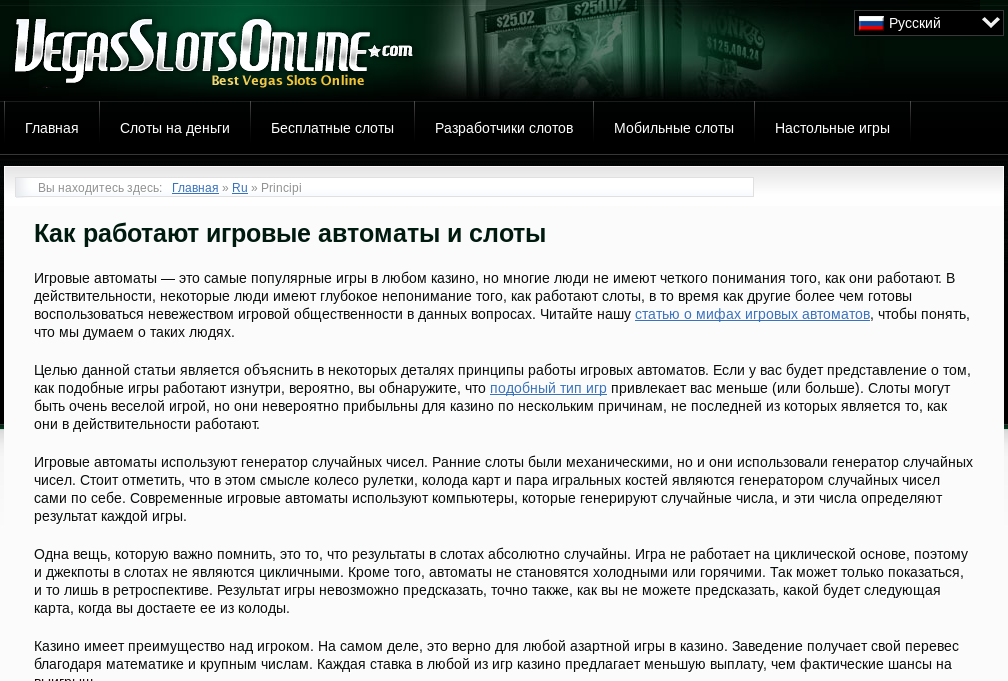 VegasSlotsOnline.com
Best Vegas Slots Online
$25.02
$250.02
$125,484.24
Русский
Главная
Слоты на деньги
Бесплатные слоты
Разработчики слотов
Мобильные слоты
Настольные игры
Вы находитесь здесь: Главная » Ru » Principi
Как работают игровые автоматы и слоты
Игровые автоматы — это самые популярные игры в любом казино, но многие люди не имеют четкого понимания того, как они работают. В
действительности, некоторые люди имеют глубокое непонимание того, как работают слоты, в то время как другие более чем готовы
воспользоваться невежеством игровой общественности в данных вопросах. Читайте нашу статью о мифах игровых автоматов, чтобы понять,
что мы думаем о таких людях.
Целью данной статьи является объяснить в некоторых деталях принципы работы игровых автоматов. Если у вас будет представление о том,
как подобные игры работают изнутри, вероятно, вы обнаружите, что подобный тип игр привлекает вас меньше (или больше). Слоты могут
быть очень веселой игрой, но они невероятно прибыльны для казино по нескольким причинам, не последней из которых является то, как
они в действительности работают.
Игровые автоматы используют генератор случайных чисел. Ранние слоты были механическими, но и они использовали генератор случайных
чисел. Стоит отметить, что в этом смысле колесо рулетки, колода карт и пара игральных костей являются генератором случайных чисел
сами по себе. Современные игровые автоматы используют компьютеры, которые генерируют случайные числа, и эти числа определяют
результат каждой игры.
Одна вещь, которую важно помнить, это то, что результаты в слотах абсолютно случайны. Игра не работает на циклической основе, поэтому
и джекпоты в слотах не являются цикличными. Кроме того, автоматы не становятся холодными или горячими. Так может только показаться,
и то лишь в ретроспективе. Результат игры невозможно предсказать, точно также, как вы не можете предсказать, какой будет следующая
карта, когда вы достаете ее из колоды.
Казино имеет преимущество над игроком. На самом деле, это верно для любой азартной игры в казино. Заведение получает свой перевес
благодаря математике и крупным числам. Каждая ставка в любой из игр казино предлагает меньшую выплату, чем фактические шансы на